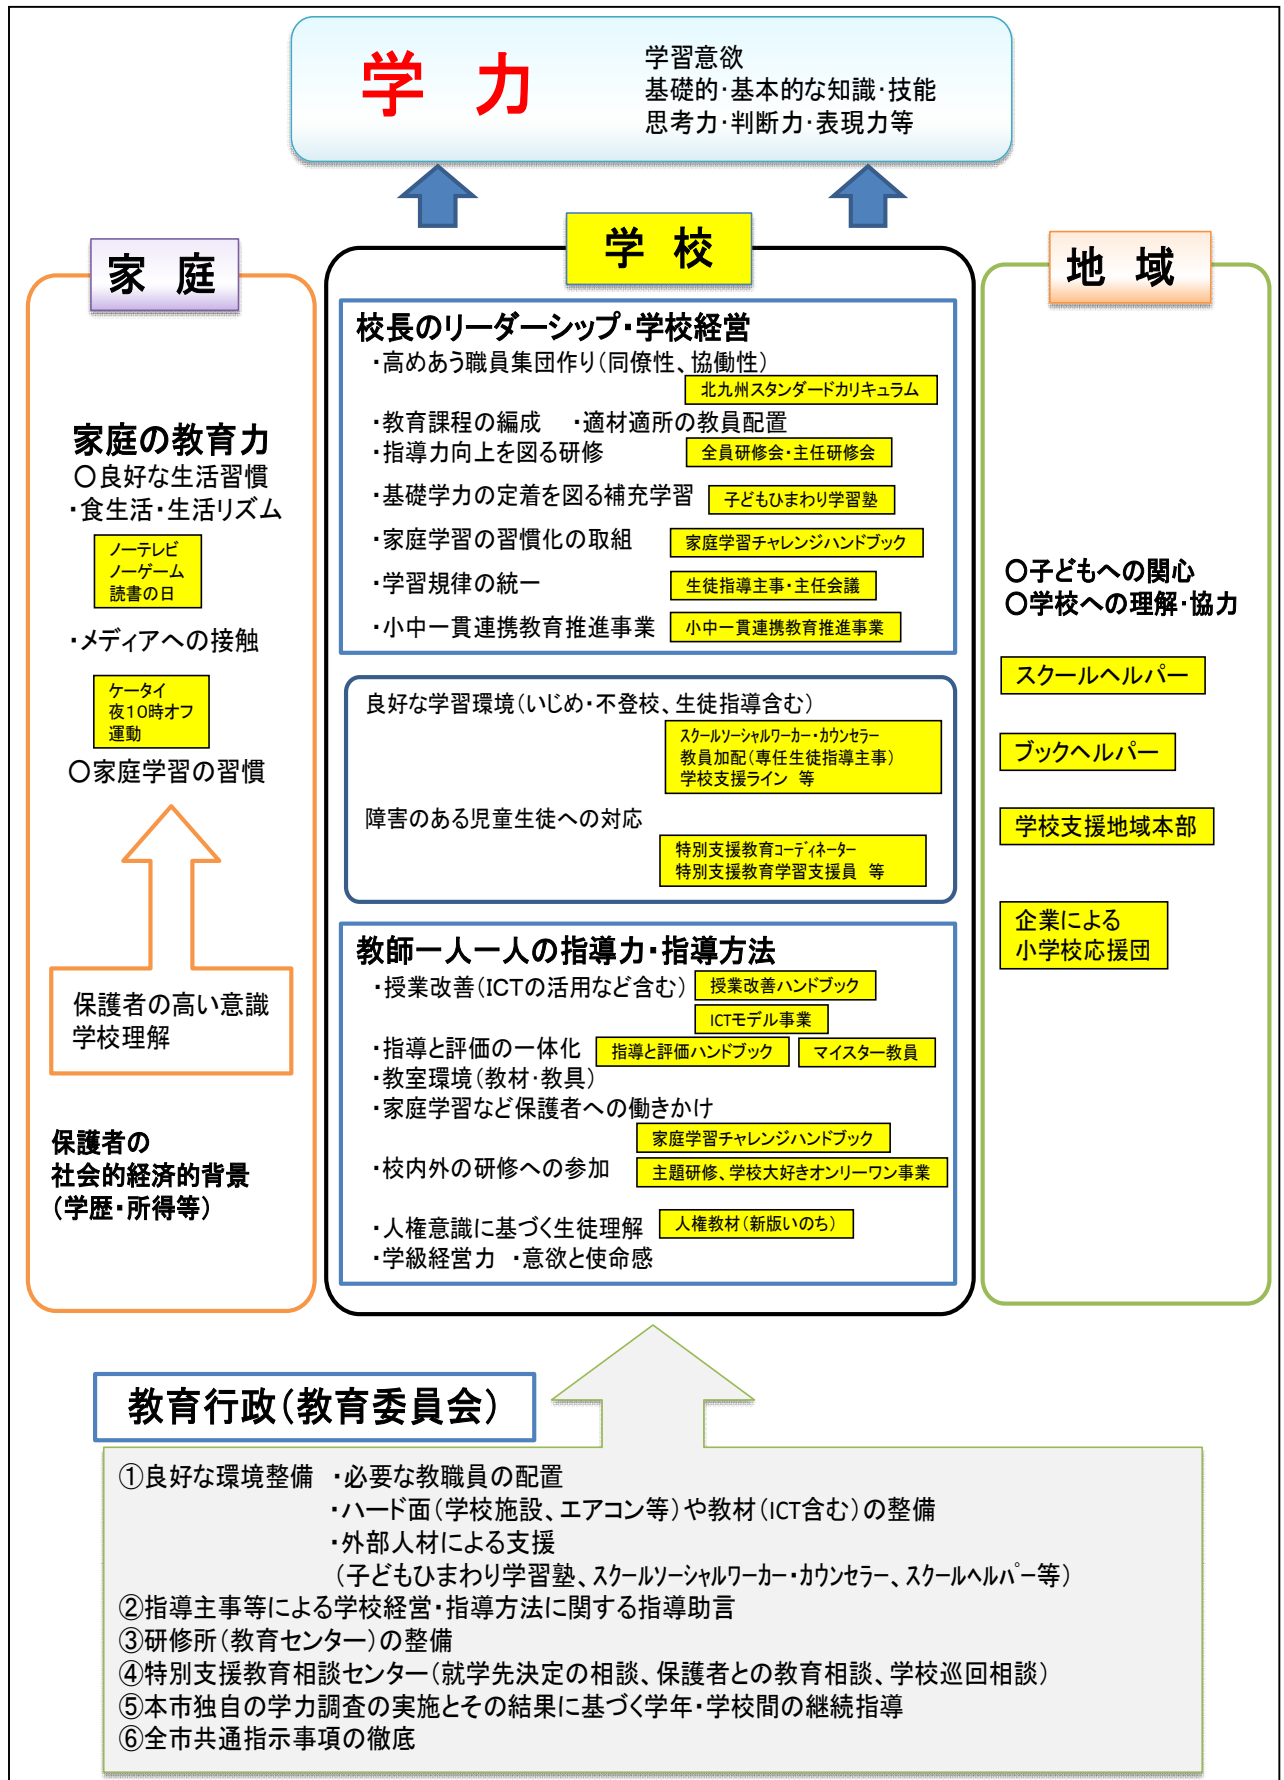 学 力
学習意欲
基礎的・基本的な知識・技能
思考力・判断力・表現力等
家 庭
家庭の教育力
〇良好な生活習慣
・食生活・生活リズム
ノーテレビ
ノーゲーム
読書の日
・メディアへの接触
ケータイ
夜10時オフ
運動
〇家庭学習の習慣
保護者の高い意識
学校理解
保護者の
社会的経済的背景
（学歴・所得等）
学 校
校長のリーダーシップ・学校経営
・高めあう職員集団作り（同僚性、協働性）
北九州スタンダードカリキュラム
・教育課程の編成 ・適材適所の教員配置
・指導力向上を図る研修 全員研修会・主任研修会
・基礎学力の定着を図る補充学習 子どもひまわり学習塾
・家庭学習の習慣化の取組 家庭学習チャレンジハンドブック
・学習規律の統一 生徒指導主事・主任会議
・小中一貫連携教育推進事業 小中一貫連携教育推進事業
良好な学習環境（いじめ・不登校、生徒指導含む）
スクールソーシャルワーカー・カウンセラー
教員加配（専任生徒指導主事）
学校支援ライン 等
障害のある児童生徒への対応
特別支援教育コーディネーター
特別支援教育学習支援員 等
教師一人一人の指導力・指導方法
・授業改善（ICTの活用など含む） 授業改善ハンドブック
ICTモデル事業
・指導と評価の一体化 指導と評価ハンドブック マイスター教員
・教室環境（教材・教具）
・家庭学習など保護者への働きかけ
家庭学習チャレンジハンドブック
・校内外の研修への参加 主題研修、学校大好きオンリーワン事業
・人権意識に基づく生徒理解 人権教材（新版いのち）
・学級経営力 ・意欲と使命感
地 域
〇子どもへの関心
〇学校への理解・協力
スクールヘルパー
ブックヘルパー
学校支援地域本部
企業による
小学校応援団
教育行政（教育委員会）
①良好な環境整備 ・必要な教職員の配置
・ハード面（学校施設、エアコン等）や教材（ICT含む）の整備
・外部人材による支援
（子どもひまわり学習塾、スクールソーシャルワーカー・カウンセラー、スクールヘルパー等）
②指導主事等による学校経営・指導方法に関する指導助言
③研修所（教育センター）の整備
④特別支援教育相談センター（就学先決定の相談、保護者との教育相談、学校巡回相談）
⑤本市独自の学力調査の実施とその結果に基づく学年・学校間の継続指導
⑥全市共通指示事項の徹底